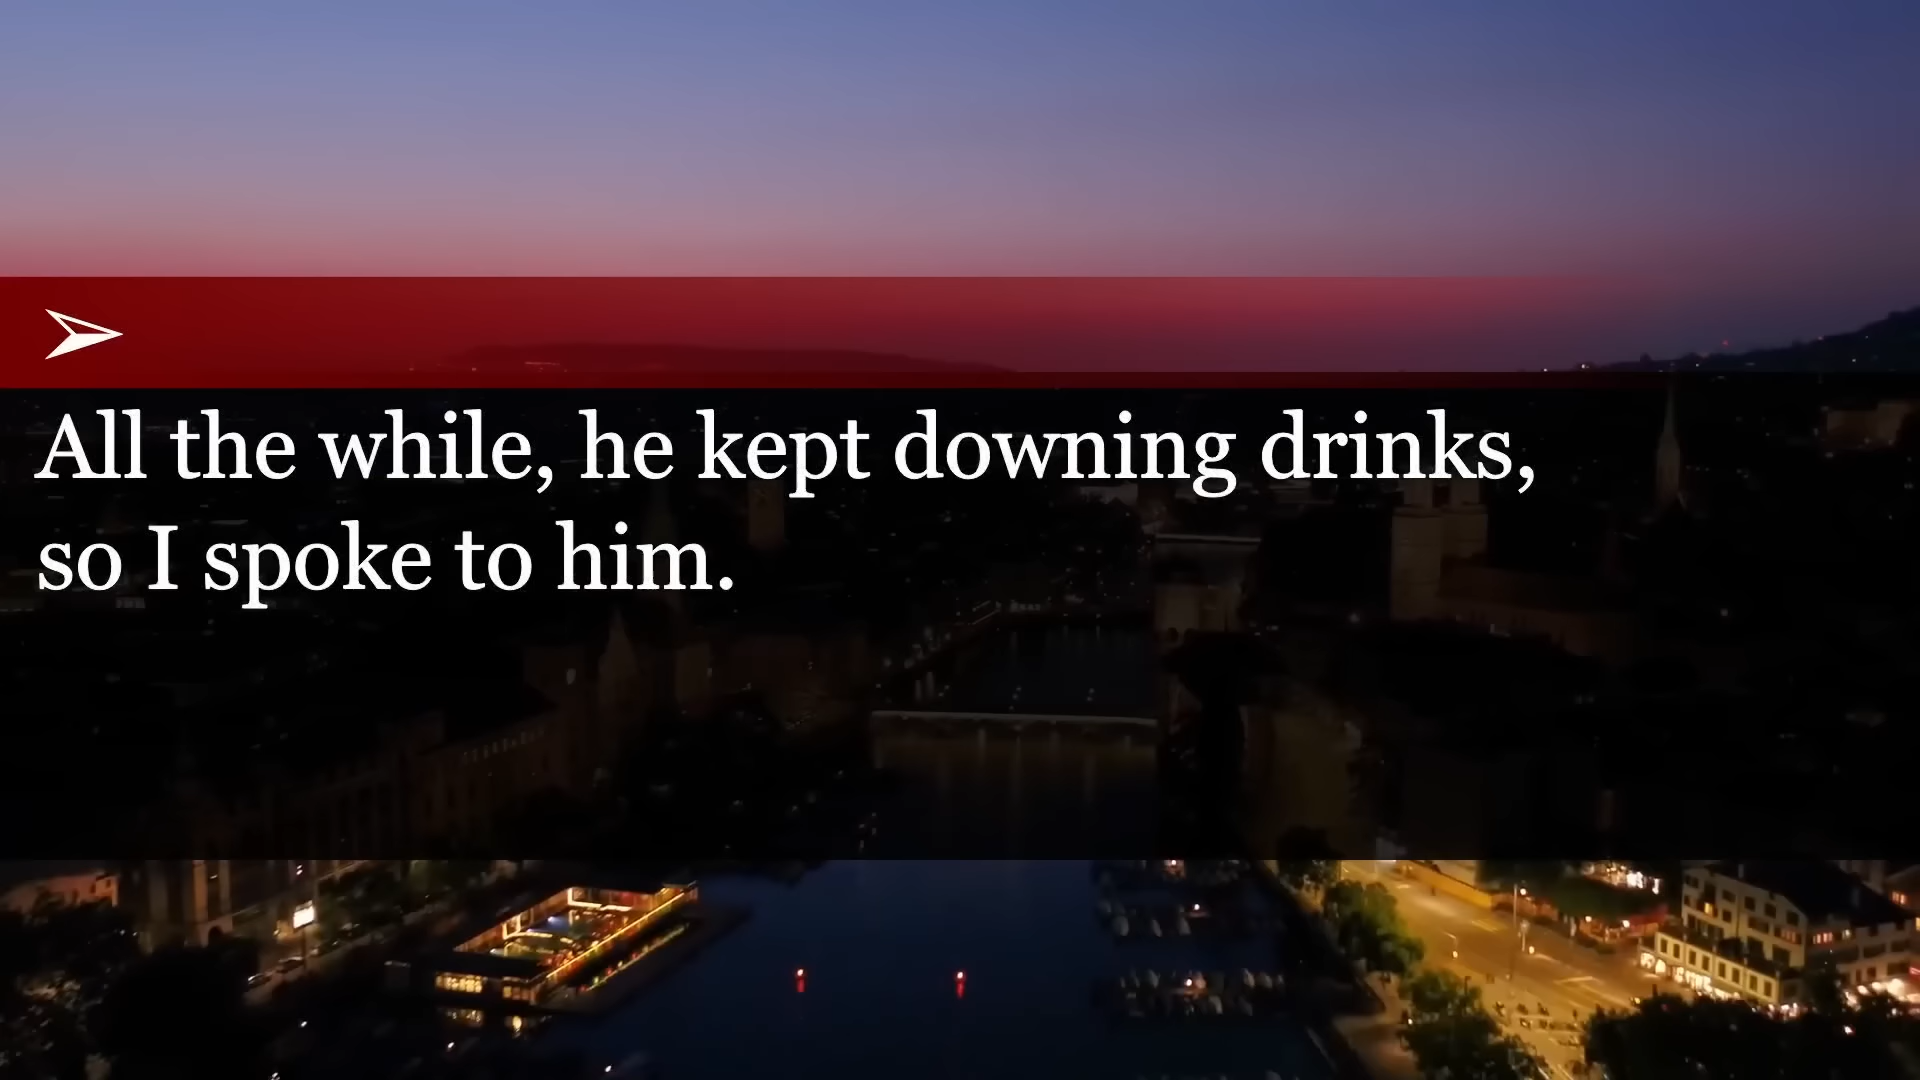 All the while, he kept downing drinks,
so I spoke to him.